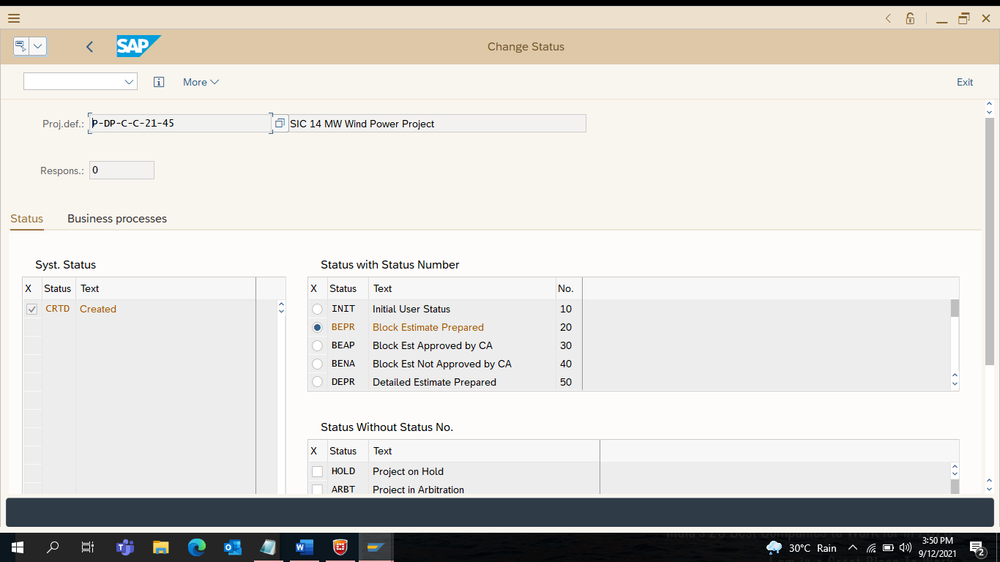 SAP
Change Status
More
Exit
Proj.def.: P-DP-C-C-21-45 SIC 14 MW Wind Power Project
Respons.: 0
Status Business processes
Syst. Status
X Status Text
CRTD Created
Status with Status Number
X Status Text No.
INIT Initial User Status 10
BEPR Block Estimate Prepared 20
BEAP Block Est Approved by CA 30
BENA Block Est Not Approved by CA 40
DEPR Detailed Estimate Prepared 50
Status Without Status No.
X Status Text
HOLD Project on Hold
ARBT Project in Arbitration
30°C Rain
3:50 PM
9/12/2021
2